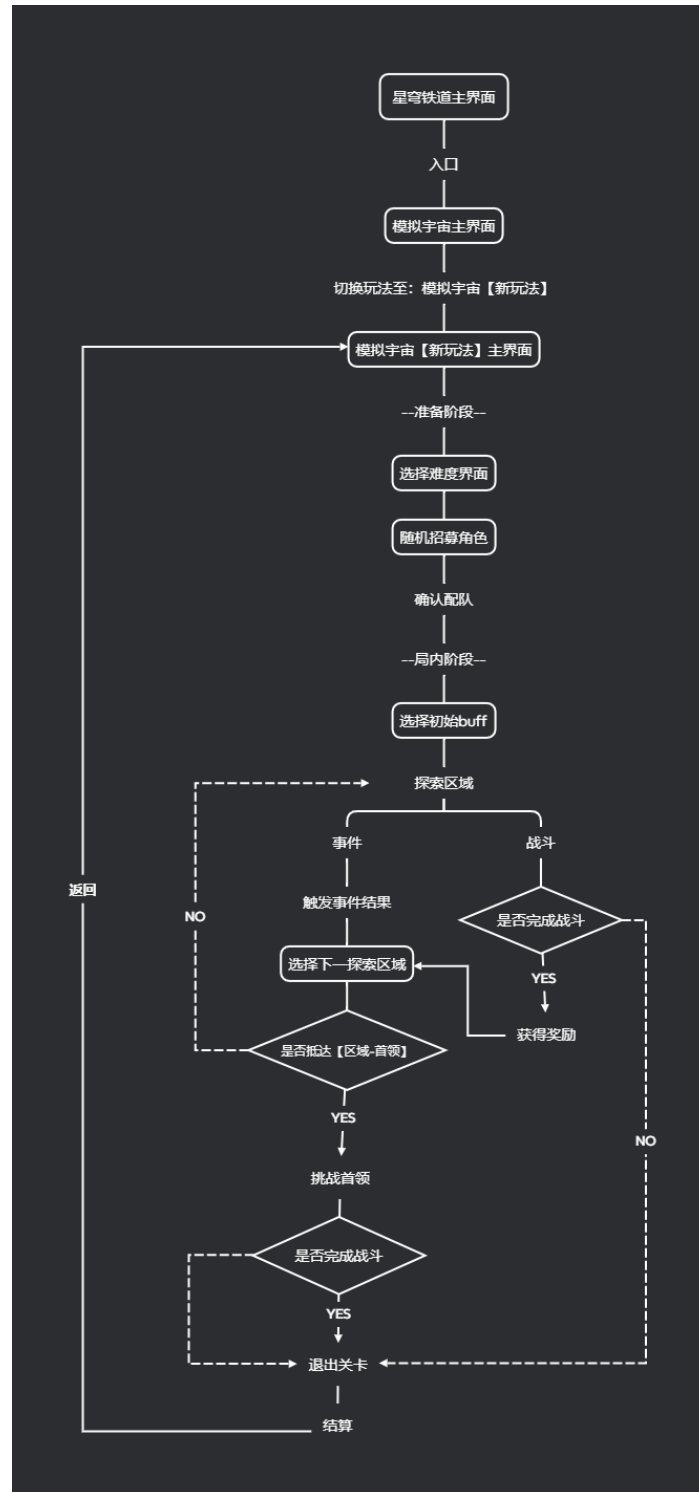 星穹铁道主界面
入口
模拟宇宙主界面
切换玩法至：模拟宇宙【新玩法】
模拟宇宙【新玩法】主界面
--准备阶段--
选择难度界面
随机招募角色
确认配队
--局内阶段--
选择初始buff
探索区域
事件
战斗
触发事件结果
是否完成战斗
选择下一探索区域
YES
获得奖励
返回
NO
是否抵达【区域-首领】
YES
NO
挑战首领
是否完成战斗
YES
退出关卡
结算